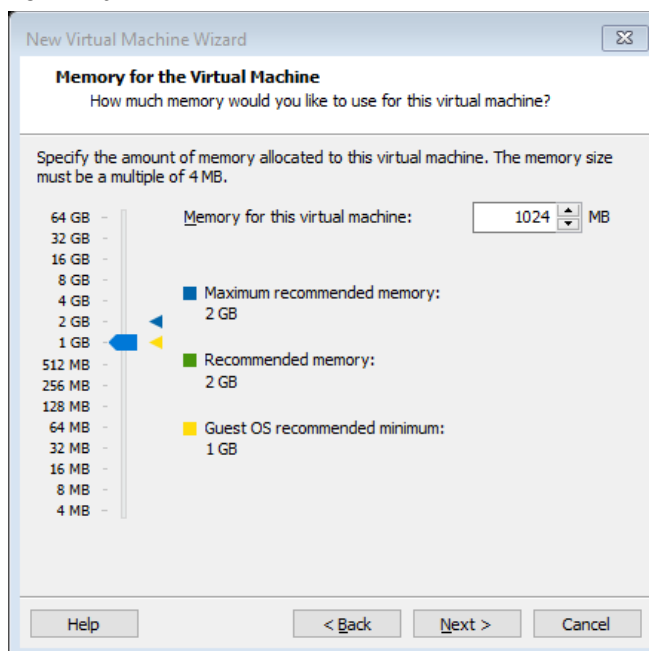 New Virtual Machine Wizard
Memory for the Virtual Machine
How much memory would you like to use for this virtual machine?
Specify the amount of memory allocated to this virtual machine. The memory size
must be a multiple of 4 MB.
Memory for this virtual machine: 1024 MB
64 GB
32 GB
16 GB
8 GB
4 GB
2 GB
1 GB
512 MB
256 MB
128 MB
64 MB
32 MB
16 MB
8 MB
4 MB
Maximum recommended memory:
2 GB
Recommended memory:
2 GB
Guest OS recommended minimum:
1 GB
Help < Back Next > Cancel